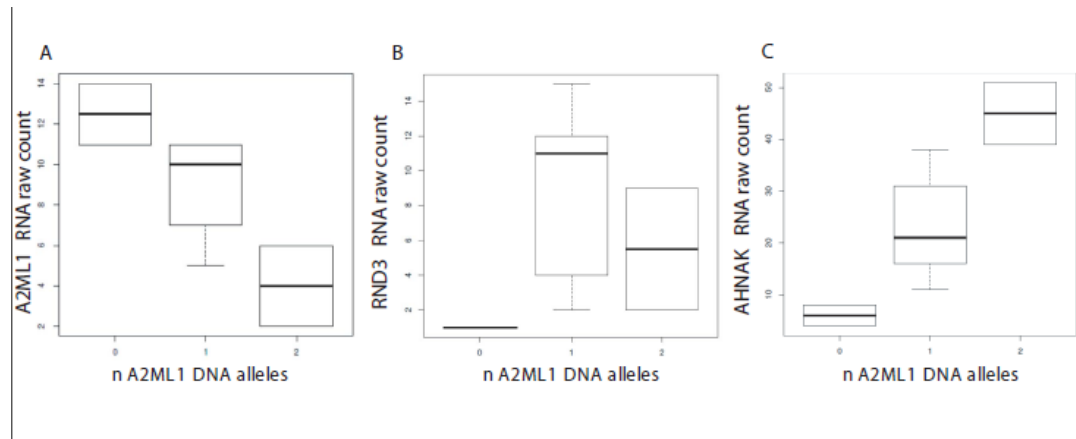 A
A2ML1 RNA raw count
14
12
10
8
6
4
2
0 1 2
n A2ML1 DNA alleles
B
RND3 RNA raw count
14
12
10
8
6
4
2
0 1 2
n A2ML1 DNA alleles
C
AHNAK RNA raw count
50
40
30
20
10
0 1 2
n A2ML1 DNA alleles